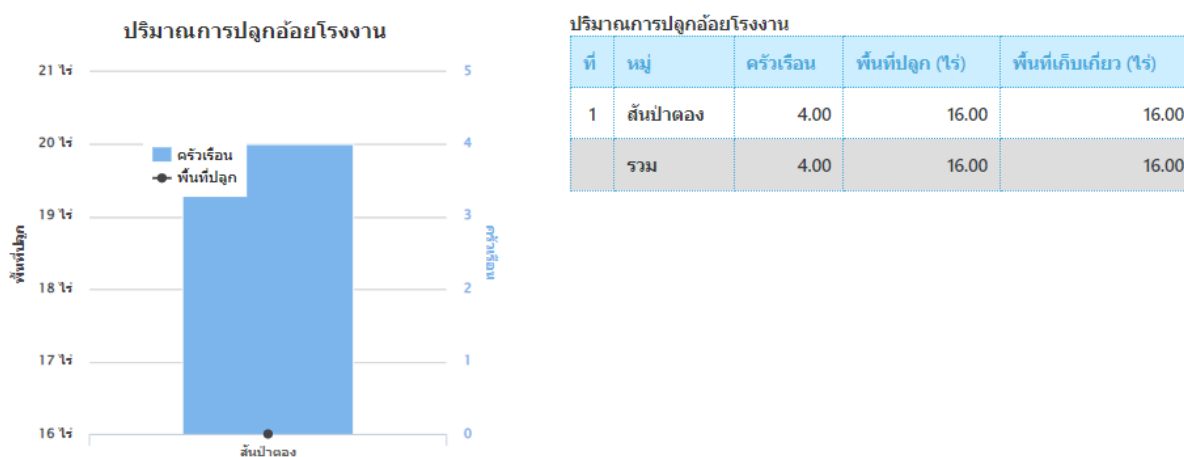 ปริมาณการปลูกอ้อยโรงงาน
21 ไร่
20 ไร่
19 ไร่
18 ไร่
17 ไร่
16 ไร่
พื้นที่ปลูก
ครัวเรือน
พื้นที่ปลูก
5
4
3
2
1
0
ครัวเรือน
สันป่าตอง
ปริมาณการปลูกอ้อยโรงงาน
ที่ หมู่ ครัวเรือน พื้นที่ปลูก (ไร่) พื้นที่เก็บเกี่ยว (ไร่)
1 สันป่าตอง 4.00 16.00 16.00
รวม 4.00 16.00 16.00